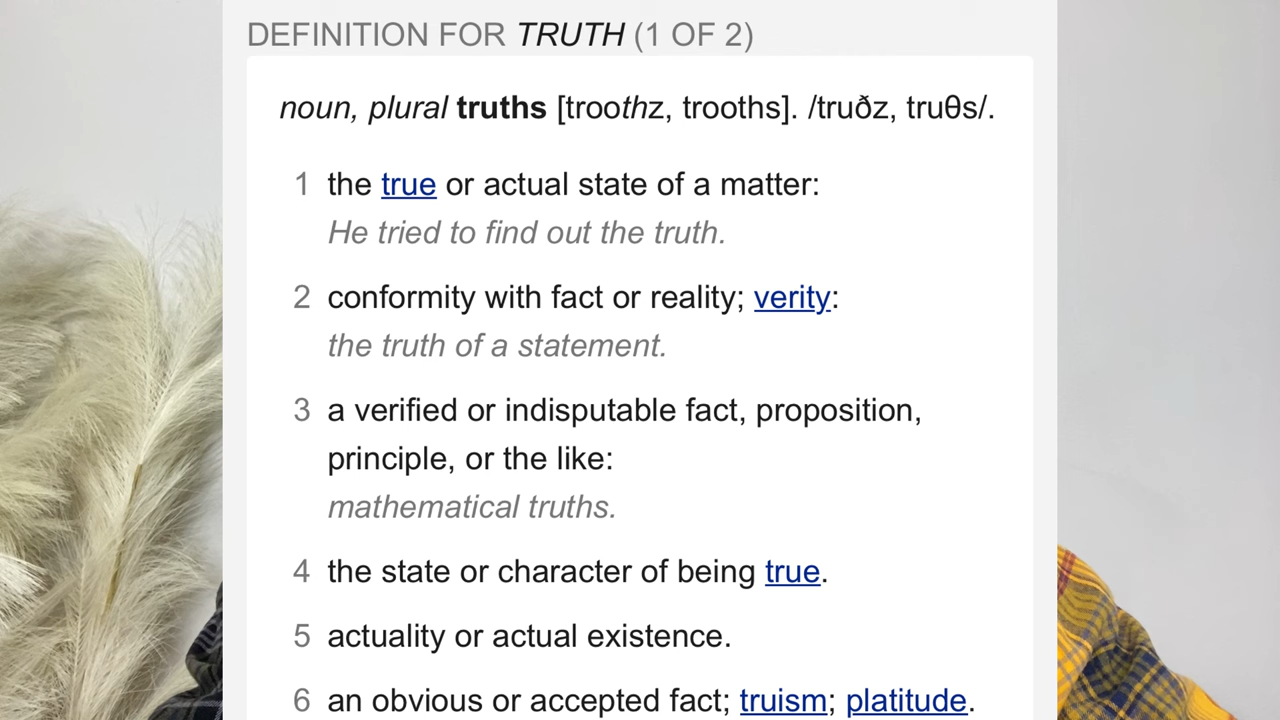 DEFINITION FOR TRUTH (1 OF 2)
noun, plural truths [troothz, trooths]. /truðz, truθs/.
1 the true or actual state of a matter:
He tried to find out the truth.
2 conformity with fact or reality; verity:
the truth of a statement.
3 a verified or indisputable fact, proposition,
principle, or the like:
mathematical truths.
4 the state or character of being true.
5 actuality or actual existence.
6 an obvious or accepted fact; truism; platitude.